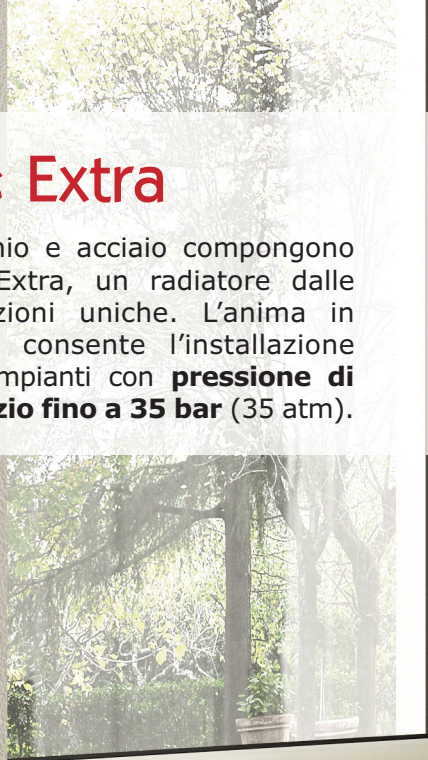 Extra
nio e acciaio compongono
Extra, un radiatore dalle
zioni uniche. L’anima in
consente l’installazione
mpianti con pressione di
zio fino a 35 bar (35 atm).